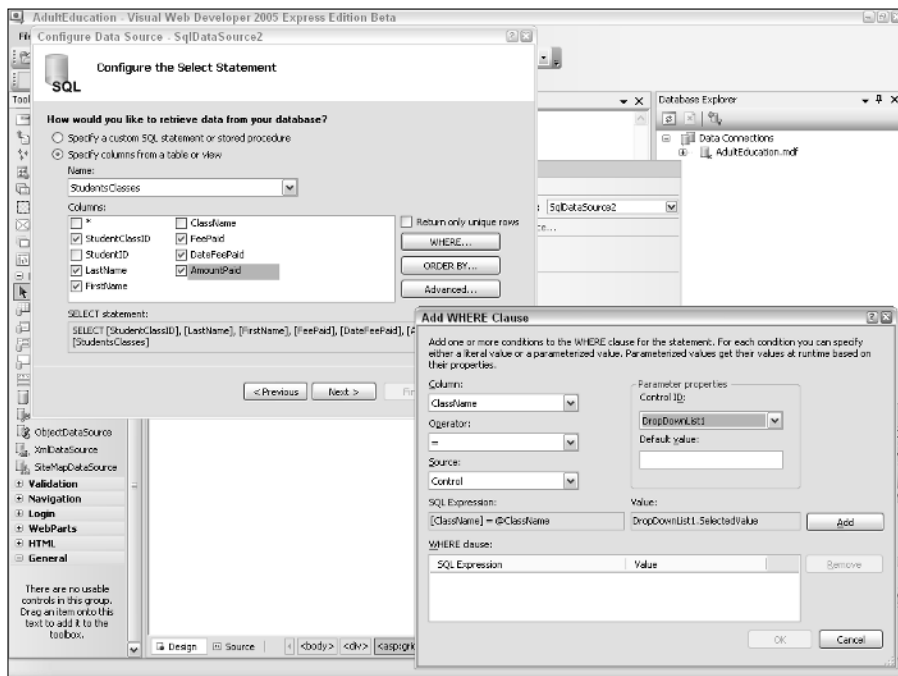 AdultEducation - Visual Web Developer 2005 Express Edition Beta
Configure Data Source - SqlDataSource2
SQL
Configure the Select Statement
Tool
How would you like to retrieve data from your database?
Specify a custom SQL statement or stored procedure
Specify columns from a table or view
Name:
StudentsClasses
Columns:
*
ClassName
StudentClassID
FeePaid
StudentID
DateFeePaid
LastName
AmountPaid
FirstName
Return only unique rows
WHERE...
ORDER BY...
Advanced...
SELECT statement:
SELECT [StudentClassID], [LastName], [FirstName], [FeePaid], [DateFeePaid], [A
[StudentsClasses]
< Previous
Next >
Database Explorer
Data Connections
AdultEducation.mdf
SqlDataSource2
Add WHERE Clause
Add one or more conditions to the WHERE clause for the statement. For each condition you can specify
either a literal value or a parameterized value. Parameterized values get their values at runtime based on
their properties.
Column:
ClassName
Operator:
=
Source:
Control
Parameter properties
Control ID:
DropDownList1
Default value:
SQL Expression:
[ClassName] = @ClassName
Value:
DropDownList1.SelectedValue
Add
WHERE clause:
SQL Expression
Value
Remove
OK
Cancel
ObjectDataSource
XmlDataSource
SiteMapDataSource
Validation
Navigation
Login
WebParts
HTML
General
There are no usable
controls in this group.
Drag an item onto this
text to add it to the
toolbox.
Design
Source
<body>
<div>
<asp:gri